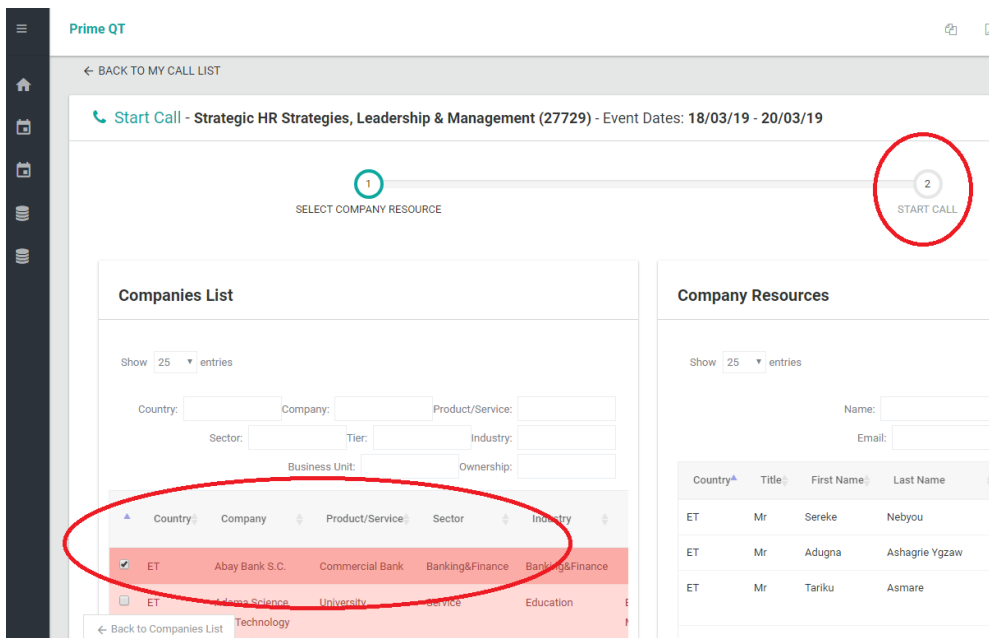 Prime QT
← BACK TO MY CALL LIST
Start Call - Strategic HR Strategies, Leadership & Management (27729) - Event Dates: 18/03/19 - 20/03/19
1
2
SELECT COMPANY RESOURCE
START CALL
Companies List
Company Resources
Show 25 entries
Show 25 entries
Country: Company: Product/Service:
Name:
Sector: Tier: Industry:
Email:
Business Unit: Ownership:
Country Title First Name Last Name
Country Company Product/Service Sector Industry
ET Mr Sereke Nebyou
ET Abay Bank S.C. Commercial Bank Banking&Finance Banking&Finance
ET Mr Adugna Ashagrie Ygzaw
ET Mr Tariku Asmare
ET Adama Science University Service Education
Technology
← Back to Companies List